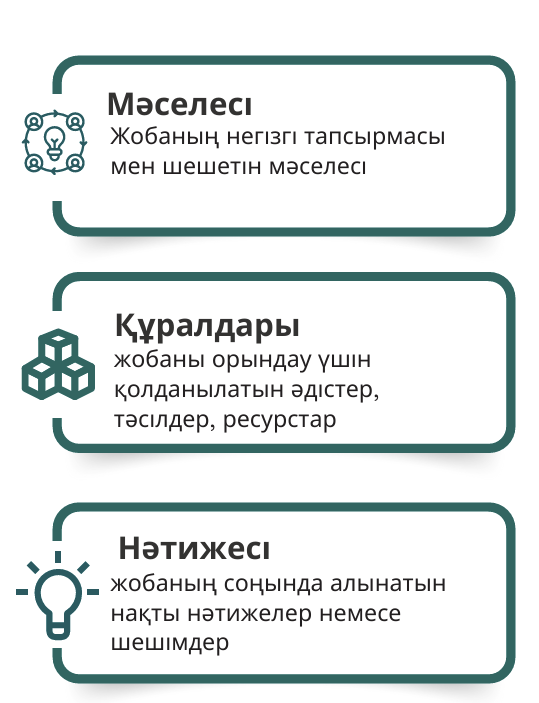 Мәселесі
Жобаның негізгі тапсырмасы
мен шешетін мәселесі
Құралдары
жобаны орындау үшін
қолданылатын әдістер,
тәсілдер, ресурстар
Нәтижесі
жобаның соңында алынатын
нақты нәтижелер немесе
шешімдер